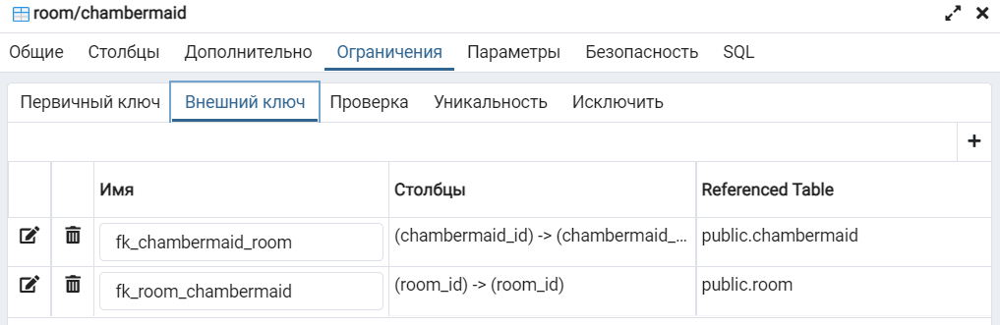 room/chambermaid
Общие Столбцы Дополнительно Ограничения Параметры Безопасность SQL
Первичный ключ Внешний ключ Проверка Уникальность Исключить
+
Имя Столбцы Referenced Table
fk_chambermaid_room (chambermaid_id) -> (chambermaid_... public.chambermaid
fk_room_chambermaid (room_id) -> (room_id) public.room